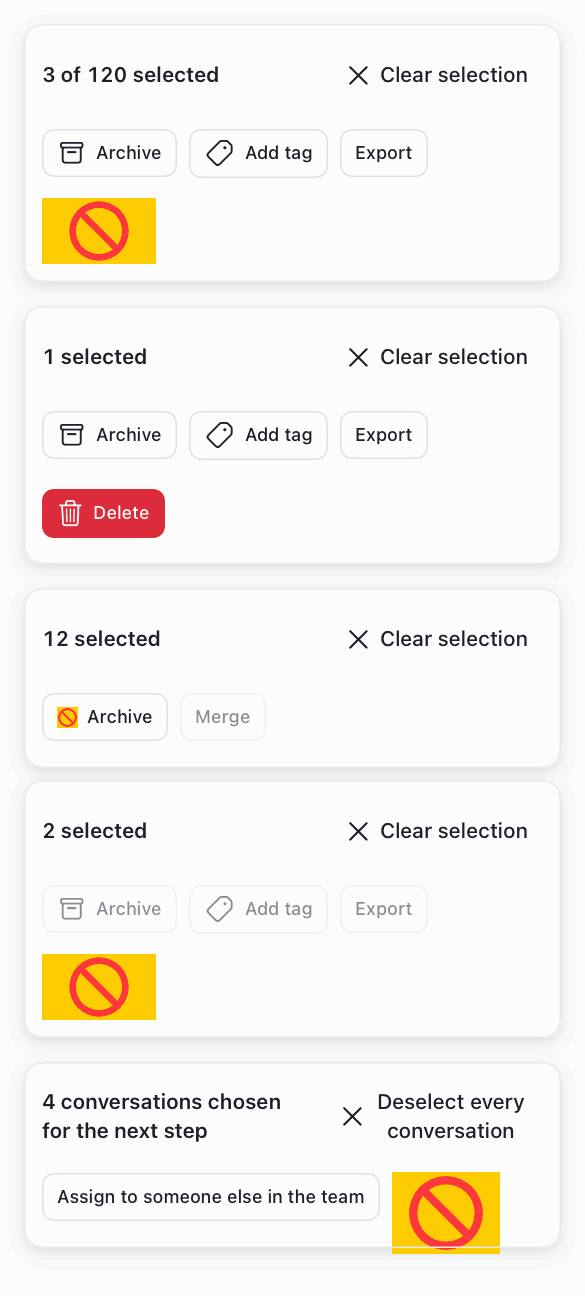 3 of 120 selected
Clear selection
Archive
Add tag
Export
1 selected
Clear selection
Archive
Add tag
Export
Delete
12 selected
Clear selection
Archive
Merge
2 selected
Clear selection
Archive
Add tag
Export
4 conversations chosen
for the next step
Deselect every
conversation
Assign to someone else in the team